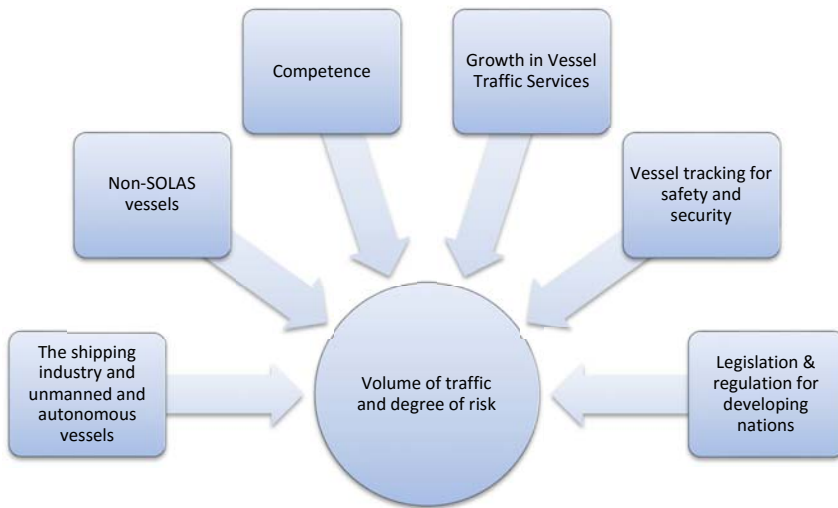 Competence
Growth in Vessel
Traffic Services
Non-SOLAS
vessels
Vessel tracking for
safety and
security
The shipping
industry and
unmanned and
autonomous
vessels
Volume of traffic
and degree of risk
Legislation &
regulation for
developing
nations